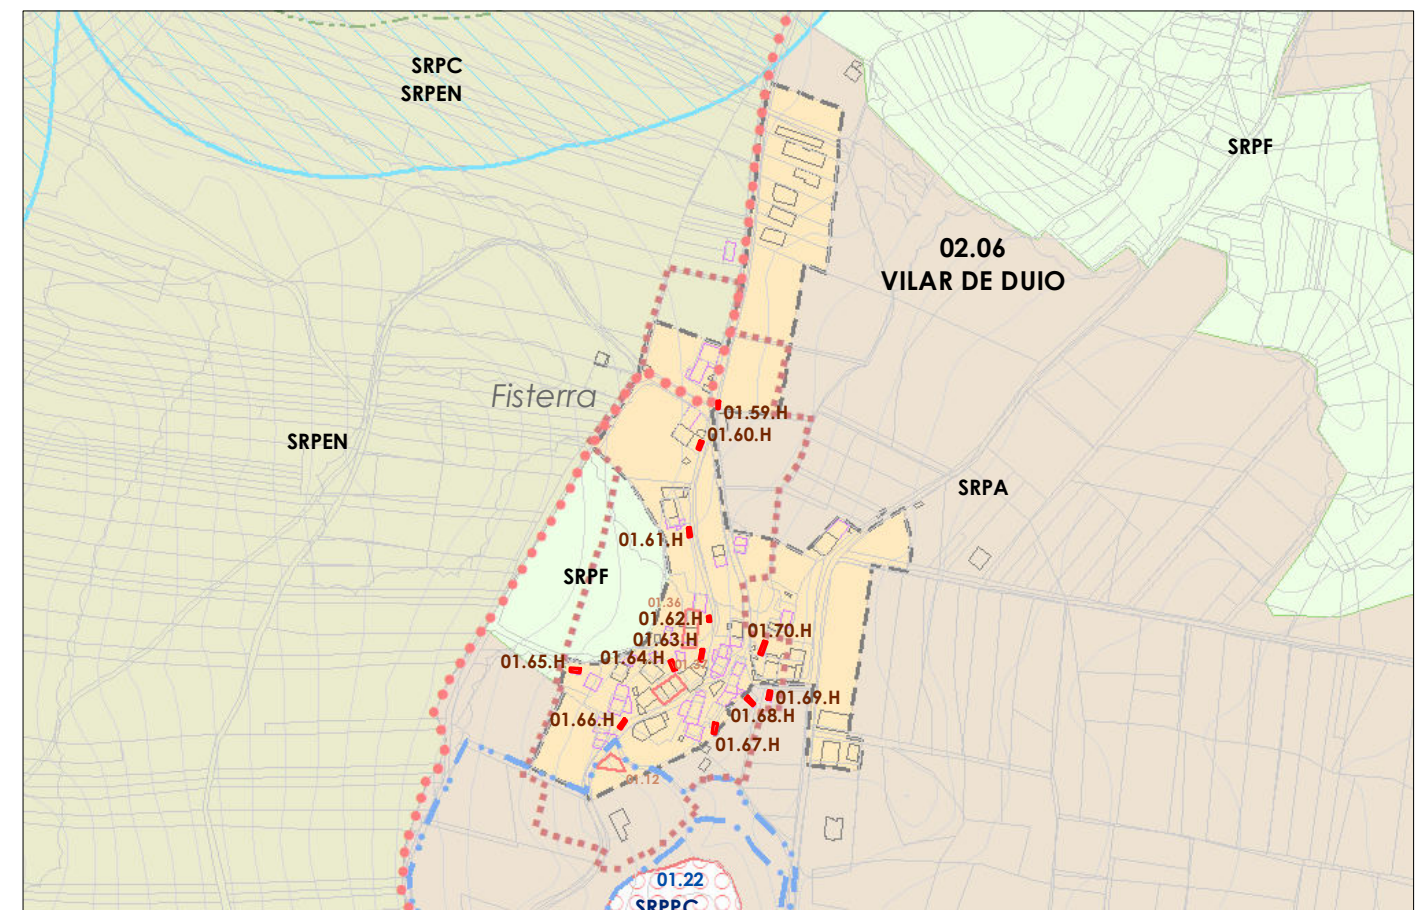 SRPC
SRPEN
SRPF
02.06
VILAR DE DUIO
Fisterra
01.59.H
01.60.H
SRPEN
SRPA
01.61.H
SRPF
01.36
01.62.H
01.70.H
01.63.H
01.64.H
01.65.H
01.69.H
01.66.H
01.68.H
01.67.H
01.12
01.22
SRPPC